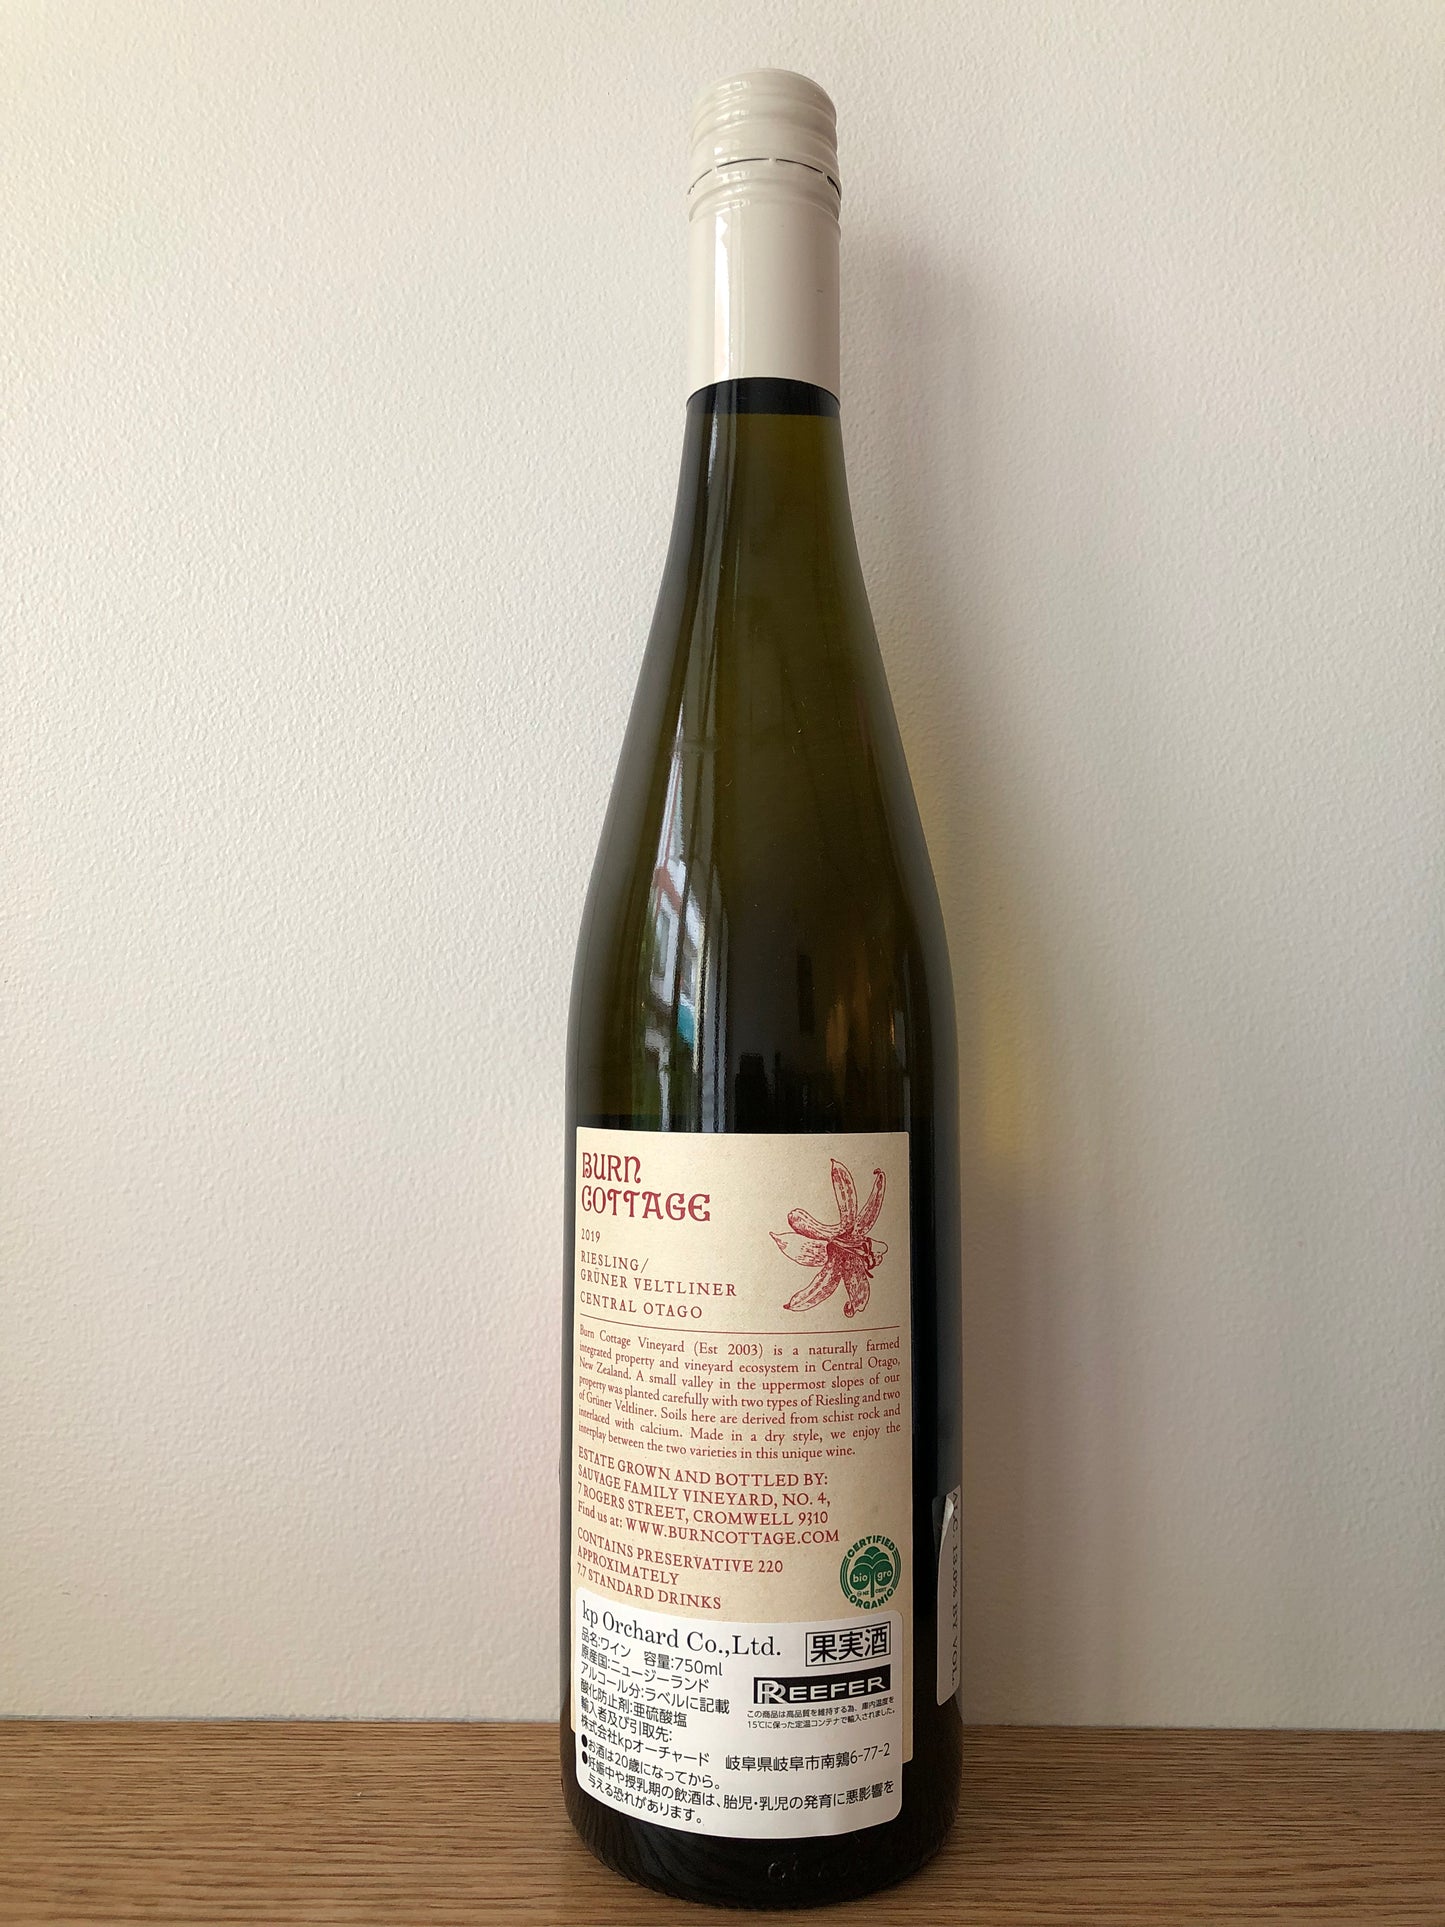 BURN
COTTAGE
2019
RIESLING/
GRÜNER VELTLINER
CENTRAL OTAGO
Burn Cottage Vineyard (Est 2003) is a naturally farmed
integrated property and vineyard ecosystem in Central Otago,
New Zealand. A small valley in the uppermost slopes of our
property was planted carefully with two types of Riesling and two
of Grüner Veltliner. Soils here are derived from schist rock and
interlaced with calcium. Made in a dry style, we enjoy the
interplay between the two varieties in this unique wine.
ESTATE GROWN AND BOTTLED BY:
SAUVAGE FAMILY VINEYARD, NO. 4,
7 ROGERS STREET, CROMWELL 9310
Find us at: WWW.BURNCOTTAGE.COM
CONTAINS PRESERVATIVE 220
APPROXIMATELY
7.7 STANDARD DRINKS
CERTIFIED
bio gro
ORGANIC
ALC. 13.0% BY VOL.
kp Orchard Co.,Ltd.
果実酒
品名:ワイン 容量:750ml
原産国:ニュージーランド
アルコール分:ラベルに記載
酸化防止剤:亜硫酸塩
輸入者及び引取先:
REEFER
この商品は高品質を維持する為、庫内温度を
15℃に保った定温コンテナで輸入されました。
株式会社kpオーチャード 岐阜県岐阜市南鶉6-77-2
●お酒は20歳になってから。
●妊娠中や授乳期の飲酒は、胎児・乳児の発育に悪影響を
与える恐れがあります。